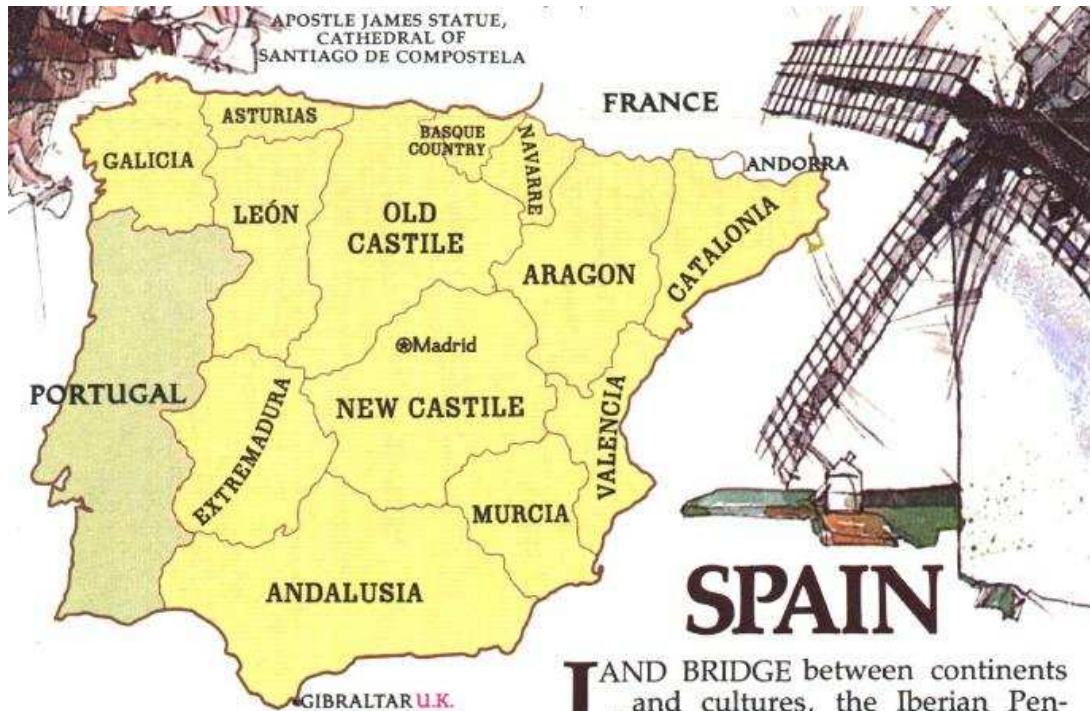 APOSTLE JAMES STATUE,
CATHEDRAL OF
SANTIAGO DE COMPOSTELA
FRANCE
ASTURIAS
BASQUE
COUNTRY
NAVARRE
ANDORRA
GALICIA
LEÓN
OLD
CASTILE
ARAGON
CATALONIA
Madrid
PORTUGAL
EXTREMADURA
NEW CASTILE
VALENCIA
MURCIA
ANDALUSIA
GIBRALTAR U.K.
SPAIN
LAND BRIDGE between continents
and cultures, the Iberian Pen-